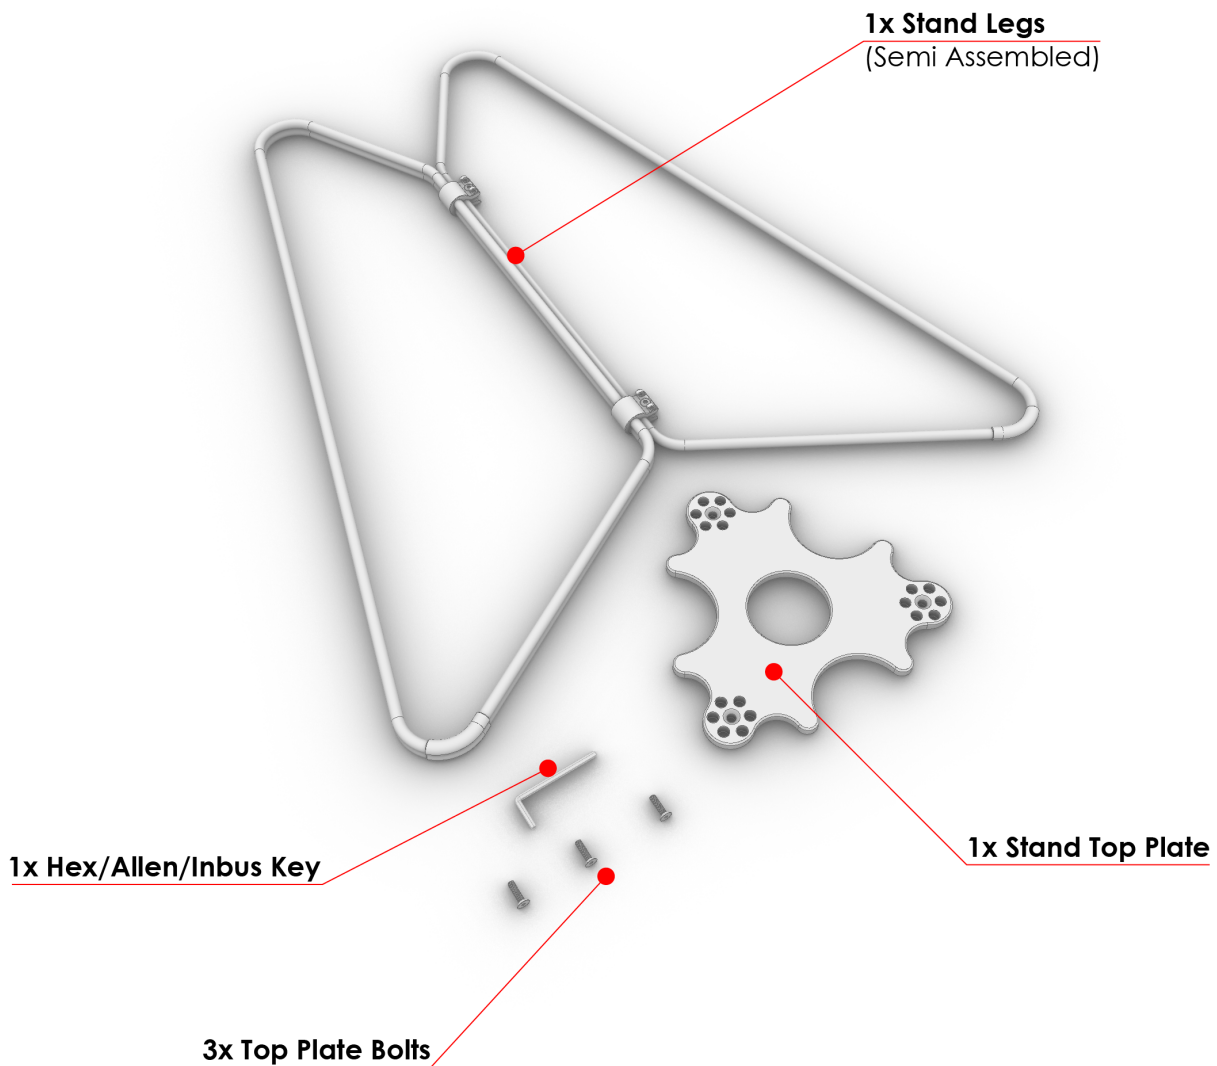 1x Stand Legs
(Semi Assembled)
1x Hex/Allen/Inbus Key
1x Stand Top Plate
3x Top Plate Bolts